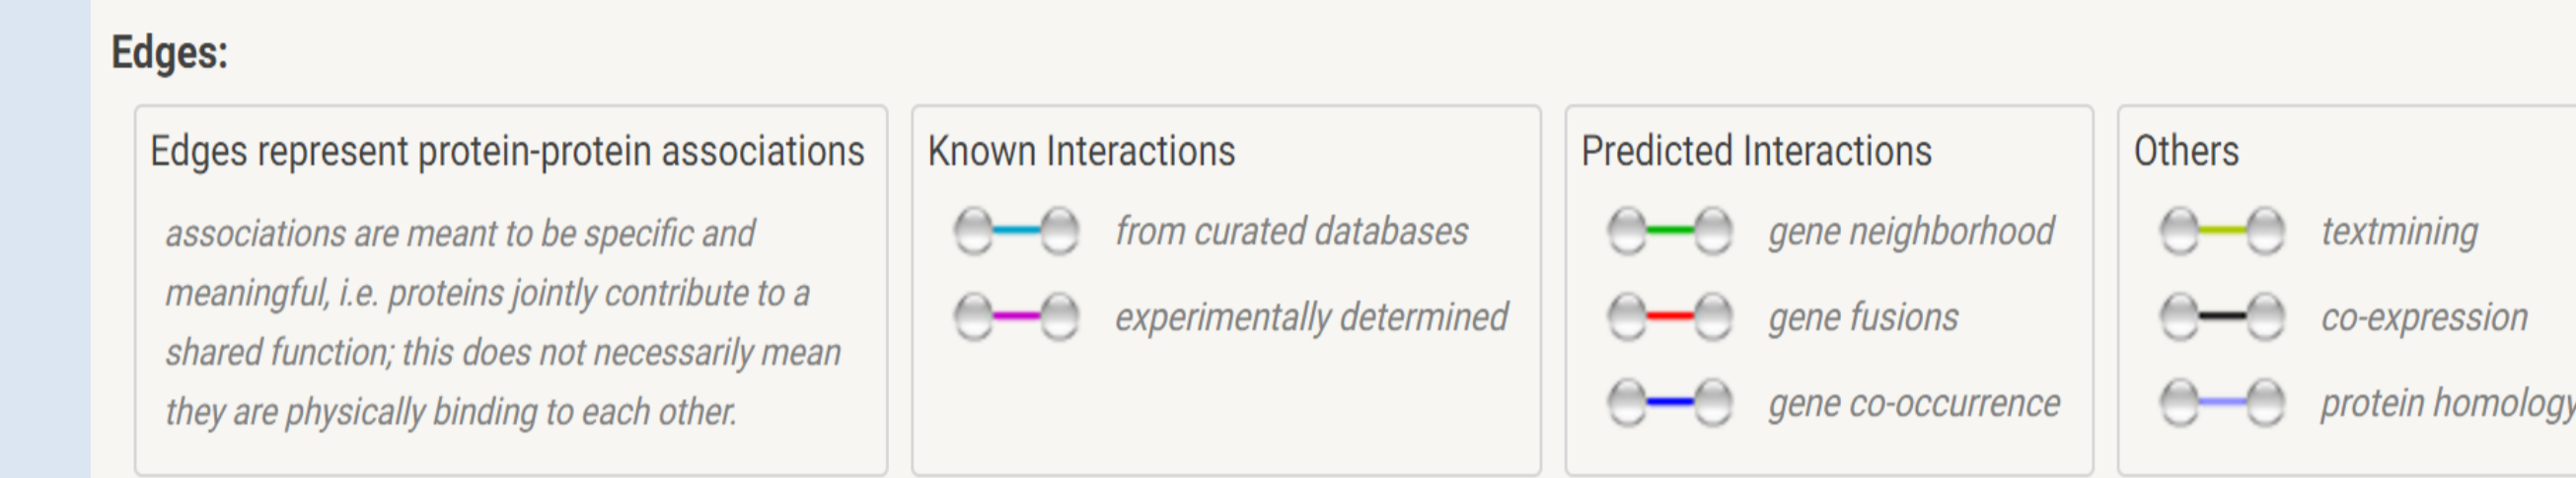 Edges:
Edges represent protein-protein associations
associations are meant to be specific and
meaningful, i.e. proteins jointly contribute to a
shared function; this does not necessarily mean
they are physically binding to each other.
Known Interactions
from curated databases
experimentally determined
Predicted Interactions
gene neighborhood
gene fusions
gene co-occurrence
Others
textmining
co-expression
protein homology